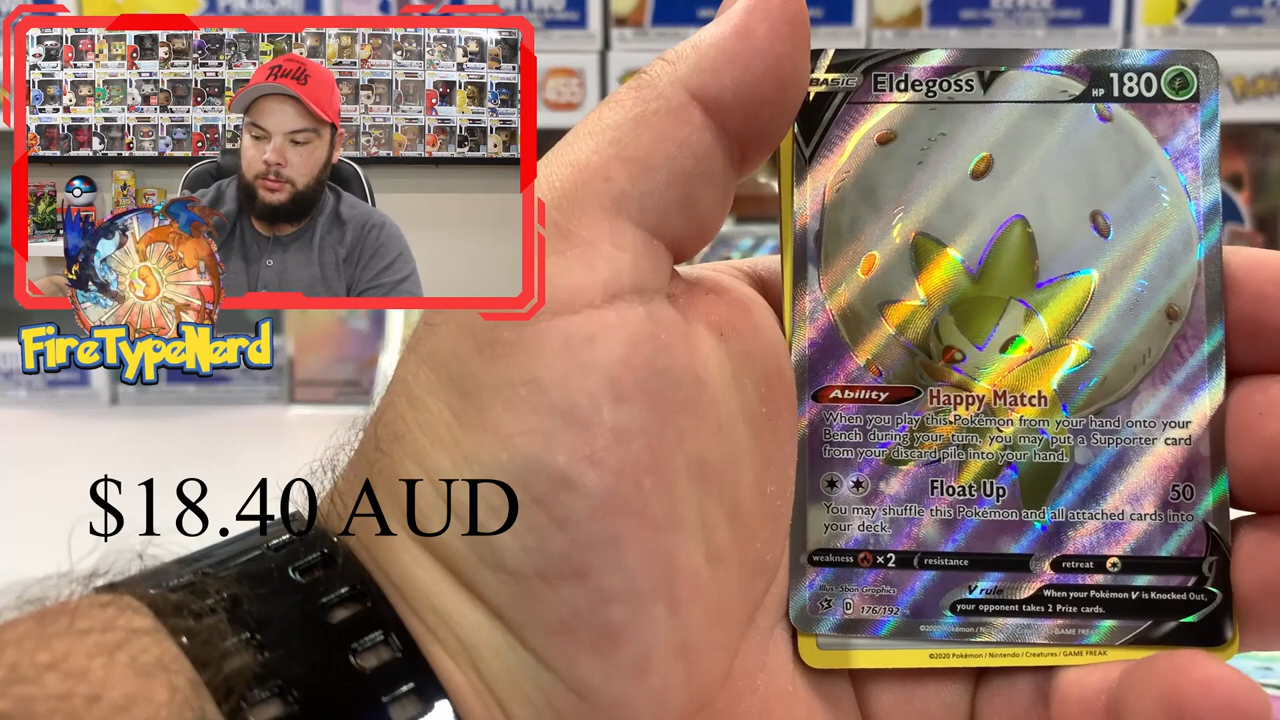 BASIC Eldegoss V HP 180
Bulls
FireTypeNerd
Ability Happy Match
When you play this Pokémon from your hand onto your
Bench during your turn, you may put a Supporter card
from your discard pile into your hand.
Float Up 50
You may shuffle this Pokémon and all attached cards into
your deck.
$18.40 AUD
weakness ×2 resistance retreat
V rule When your Pokémon V is Knocked Out,
your opponent takes 2 Prize cards.
Illus. 5ban Graphics
D 176/192
©2020 Pokémon / Nintendo / Creatures / GAME FREAK